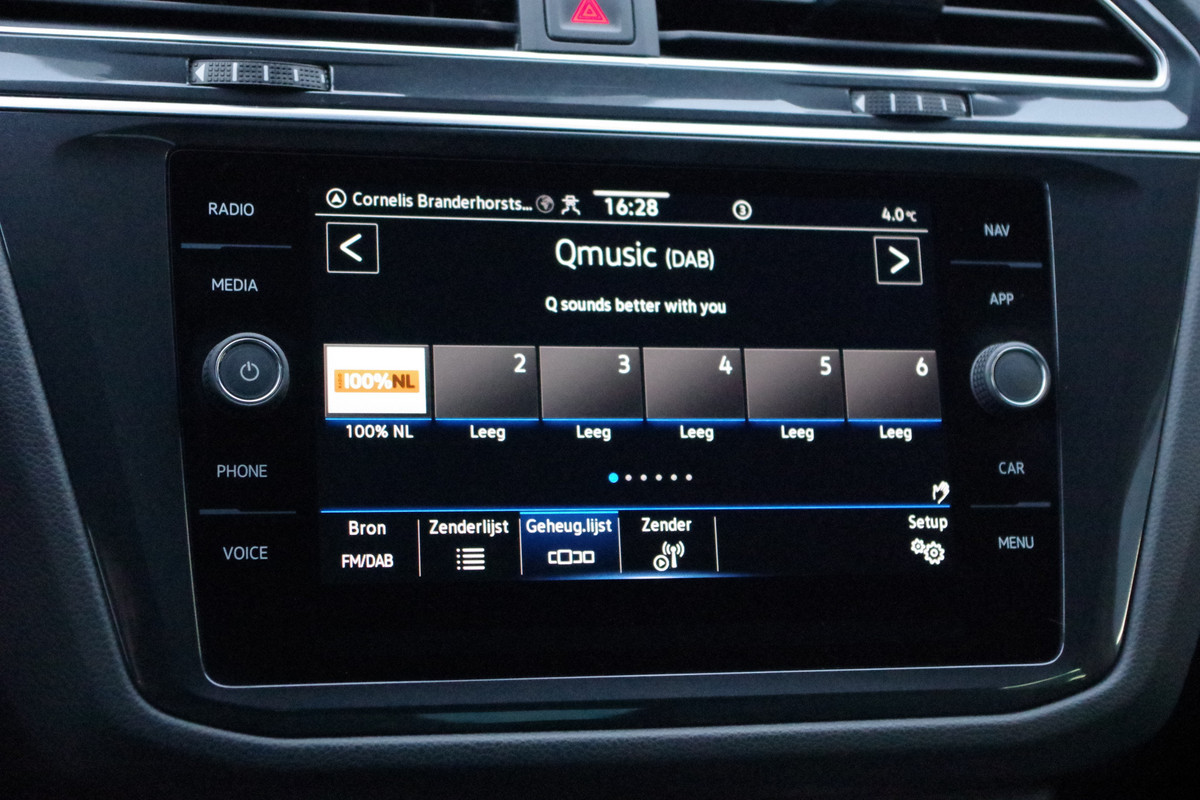 RADIO
MEDIA
PHONE
VOICE
Cornelis Branderhorsts...
16:28
3
4.0°C
<
Qmusic (DAB)
>
Q sounds better with you
100%NL
2
3
4
5
6
100% NL
Leeg
Leeg
Leeg
Leeg
Leeg
Bron
FM/DAB
Zenderlijst
Geheug.lijst
Zender
Setup
NAV
APP
CAR
MENU